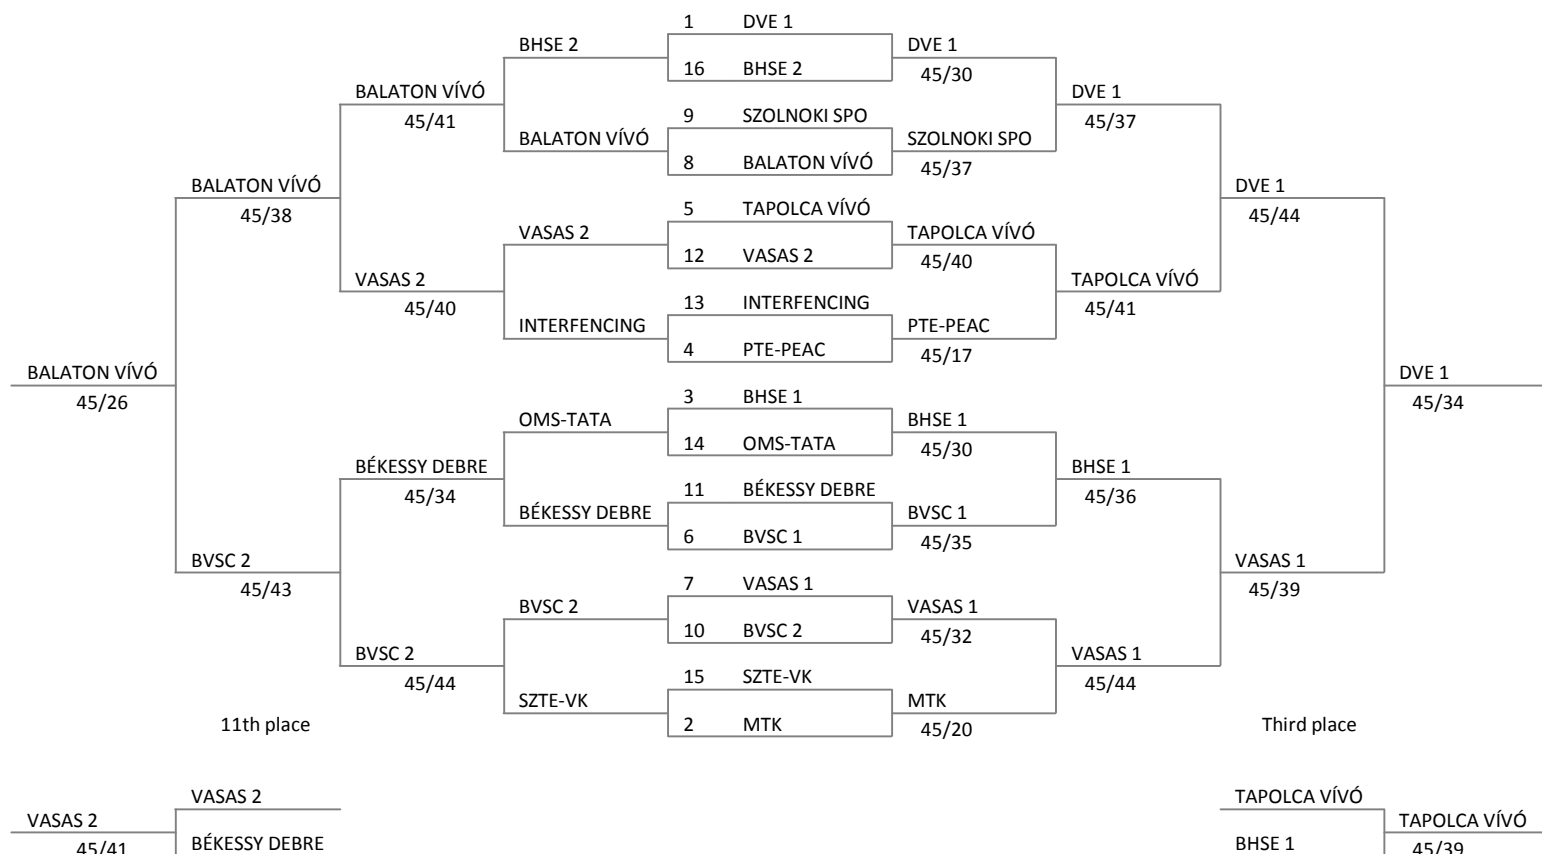 1 DVE 1
BHSE 2 DVE 1
16 BHSE 2 45/30
BALATON VÍVÓ DVE 1
45/41 9 SZOLNOKI SPO 45/37
BALATON VÍVÓ SZOLNOKI SPO
8 BALATON VÍVÓ 45/37
BALATON VÍVÓ DVE 1
45/38 5 TAPOLCA VÍVÓ 45/44
VASAS 2 TAPOLCA VÍVÓ
12 VASAS 2 45/40
VASAS 2 TAPOLCA VÍVÓ
45/40 13 INTERFENCING 45/41
INTERFENCING PTE-PEAC
4 PTE-PEAC 45/17
BALATON VÍVÓ DVE 1
45/26 3 BHSE 1 45/34
OMS-TATA BHSE 1
14 OMS-TATA 45/30
BÉKESSY DEBRE BHSE 1
45/34 11 BÉKESSY DEBRE 45/36
BÉKESSY DEBRE BVSC 1
6 BVSC 1 45/35
BVSC 2 VASAS 1
45/43 7 VASAS 1 45/39
BVSC 2 VASAS 1
10 BVSC 2 45/32
BVSC 2 VASAS 1
45/44 15 SZTE-VK 45/44
SZTE-VK MTK
11th place 2 MTK 45/20 Third place
VASAS 2 TAPOLCA VÍVÓ
VASAS 2 TAPOLCA VÍVÓ
45/41 BÉKESSY DEBRE BHSE 1 45/39